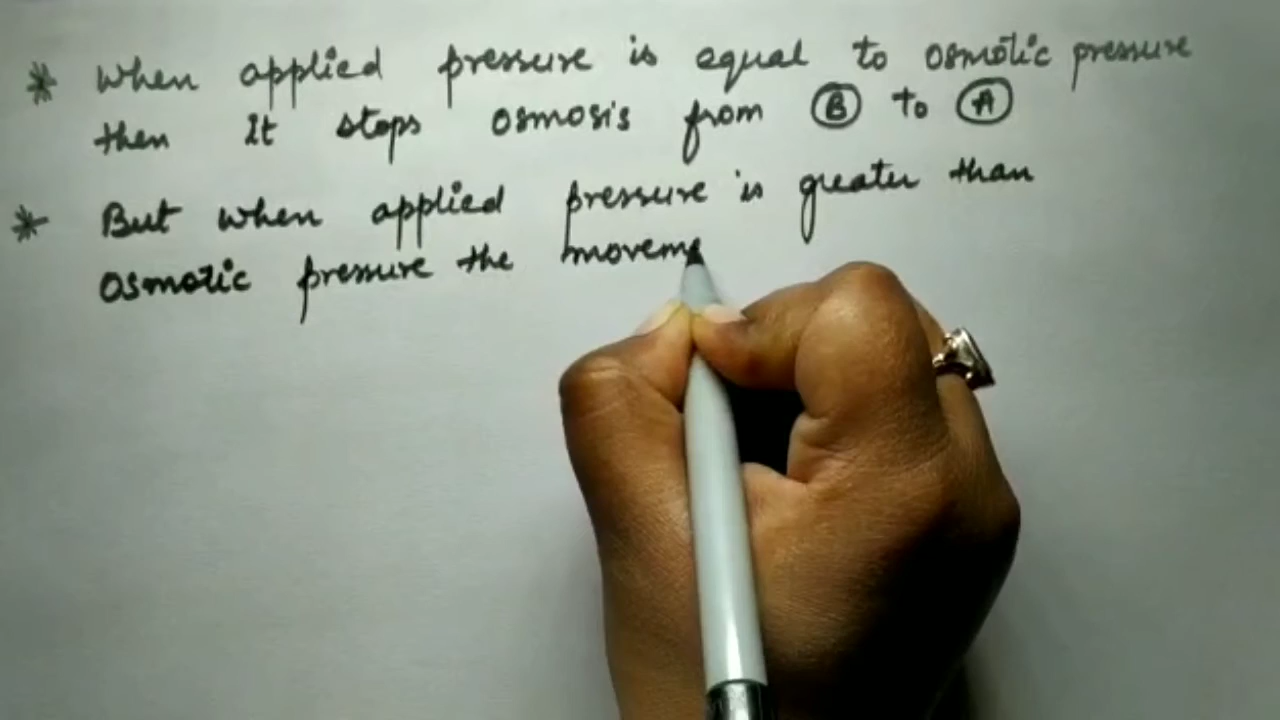 * When applied pressure is equal to osmotic pressure
then it stops osmosis from B to A
* But when applied pressure is greater than
osmotic pressure the moveme